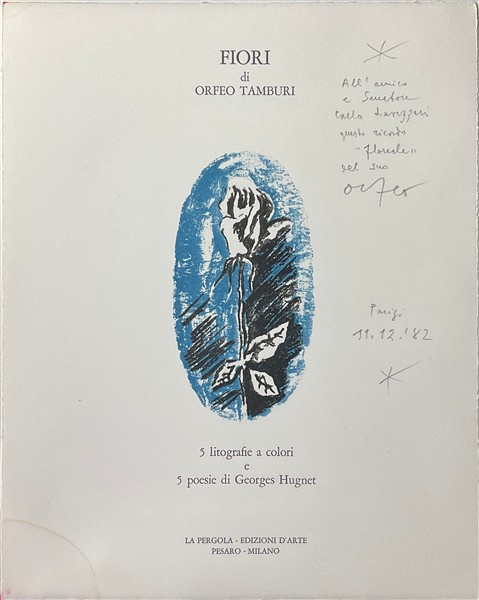 FIORI
di
ORFEO TAMBURI
All' amico
e Senatore
Carlo
questo ricordo
"floreale"
del suo
Orfeo
Parigi
11.12.'82
5 litografie a colori
e
5 poesie di Georges Hugnet
LA PERGOLA - EDIZIONI D'ARTE
PESARO - MILANO